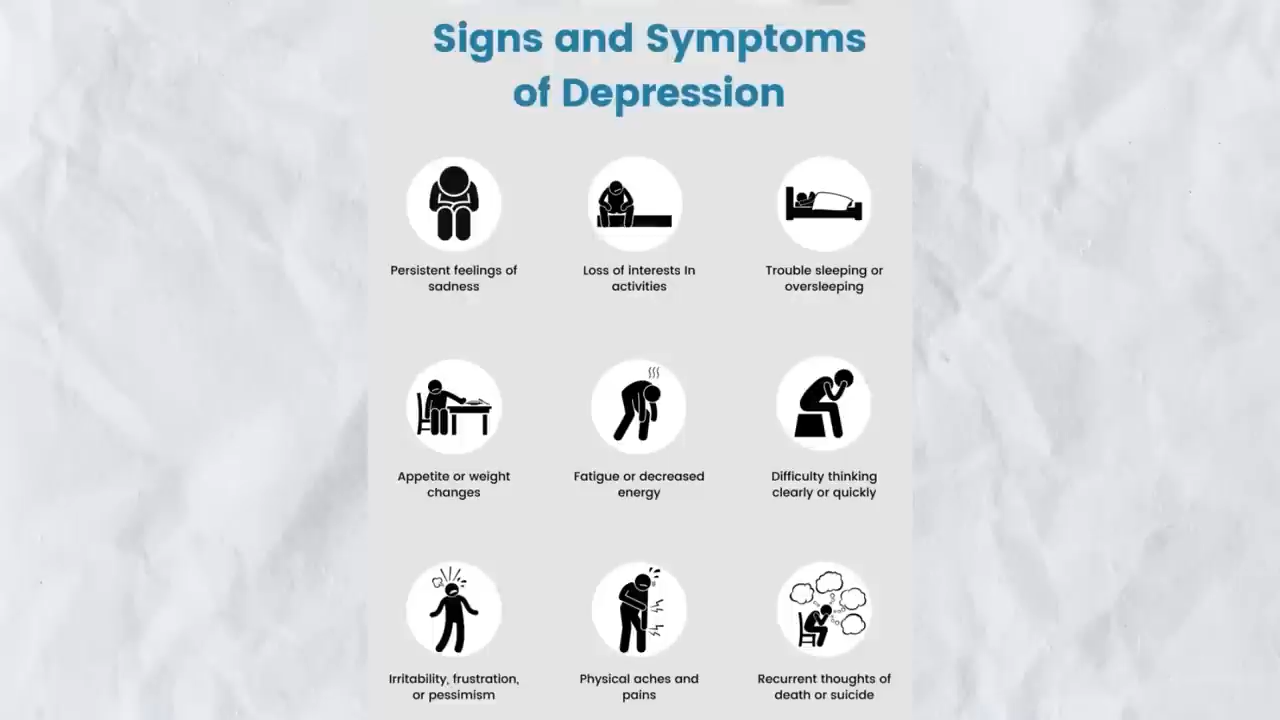 Signs and Symptoms
of Depression
Persistent feelings of
sadness
Loss of interests In
activities
Trouble sleeping or
oversleeping
Appetite or weight
changes
Fatigue or decreased
energy
Difficulty thinking
clearly or quickly
Irritability, frustration,
or pessimism
Physical aches and
pains
Recurrent thoughts of
death or suicide